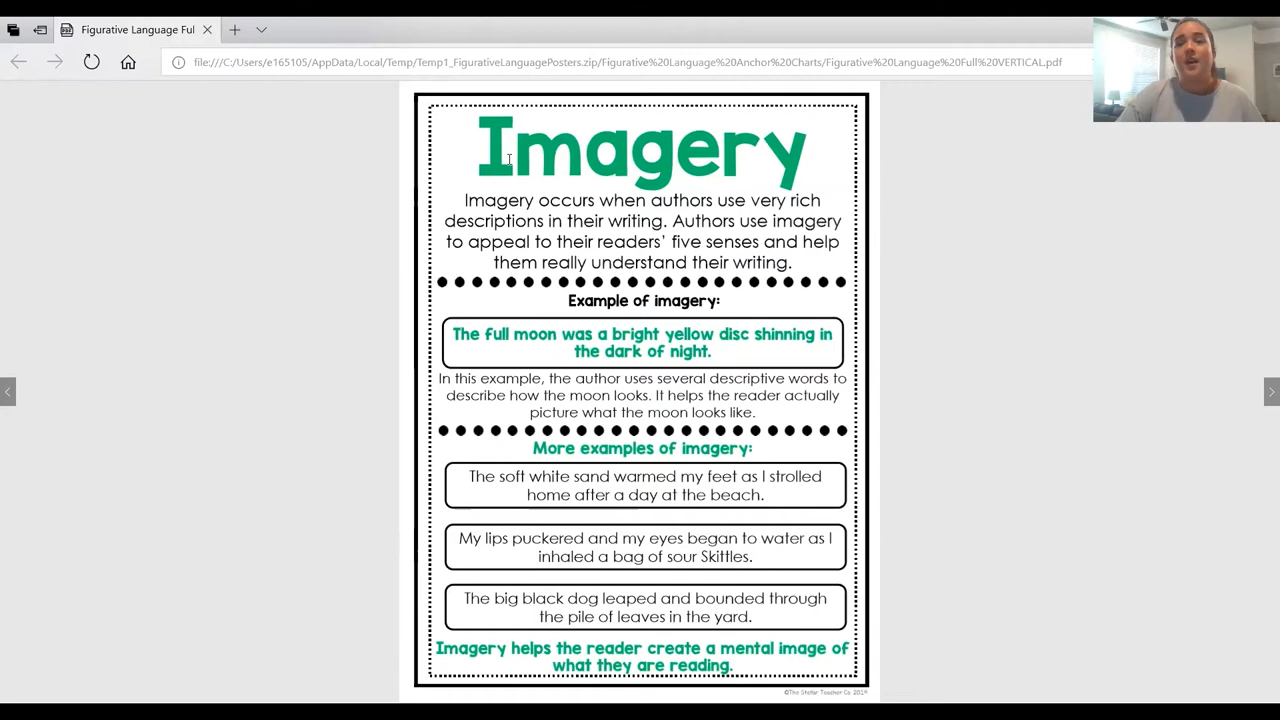 Figurative Language Ful
file:///C:/Users/e165105/AppData/Local/Temp/Temp1_FigurativeLanguagePosters.zip/Figurative%20Language%20Anchor%20Charts/Figurative%20Language%20Full%20VERTICAL.pdf
Imagery
Imagery occurs when authors use very rich
descriptions in their writing. Authors use imagery
to appeal to their readers’ five senses and help
them really understand their writing.
Example of imagery:
The full moon was a bright yellow disc shinning in
the dark of night.
In this example, the author uses several descriptive words to
describe how the moon looks. It helps the reader actually
picture what the moon looks like.
More examples of imagery:
The soft white sand warmed my feet as I strolled
home after a day at the beach.
My lips puckered and my eyes began to water as I
inhaled a bag of sour Skittles.
The big black dog leaped and bounded through
the pile of leaves in the yard.
Imagery helps the reader create a mental image of
what they are reading.
©The Stellar Teacher Co. 2019